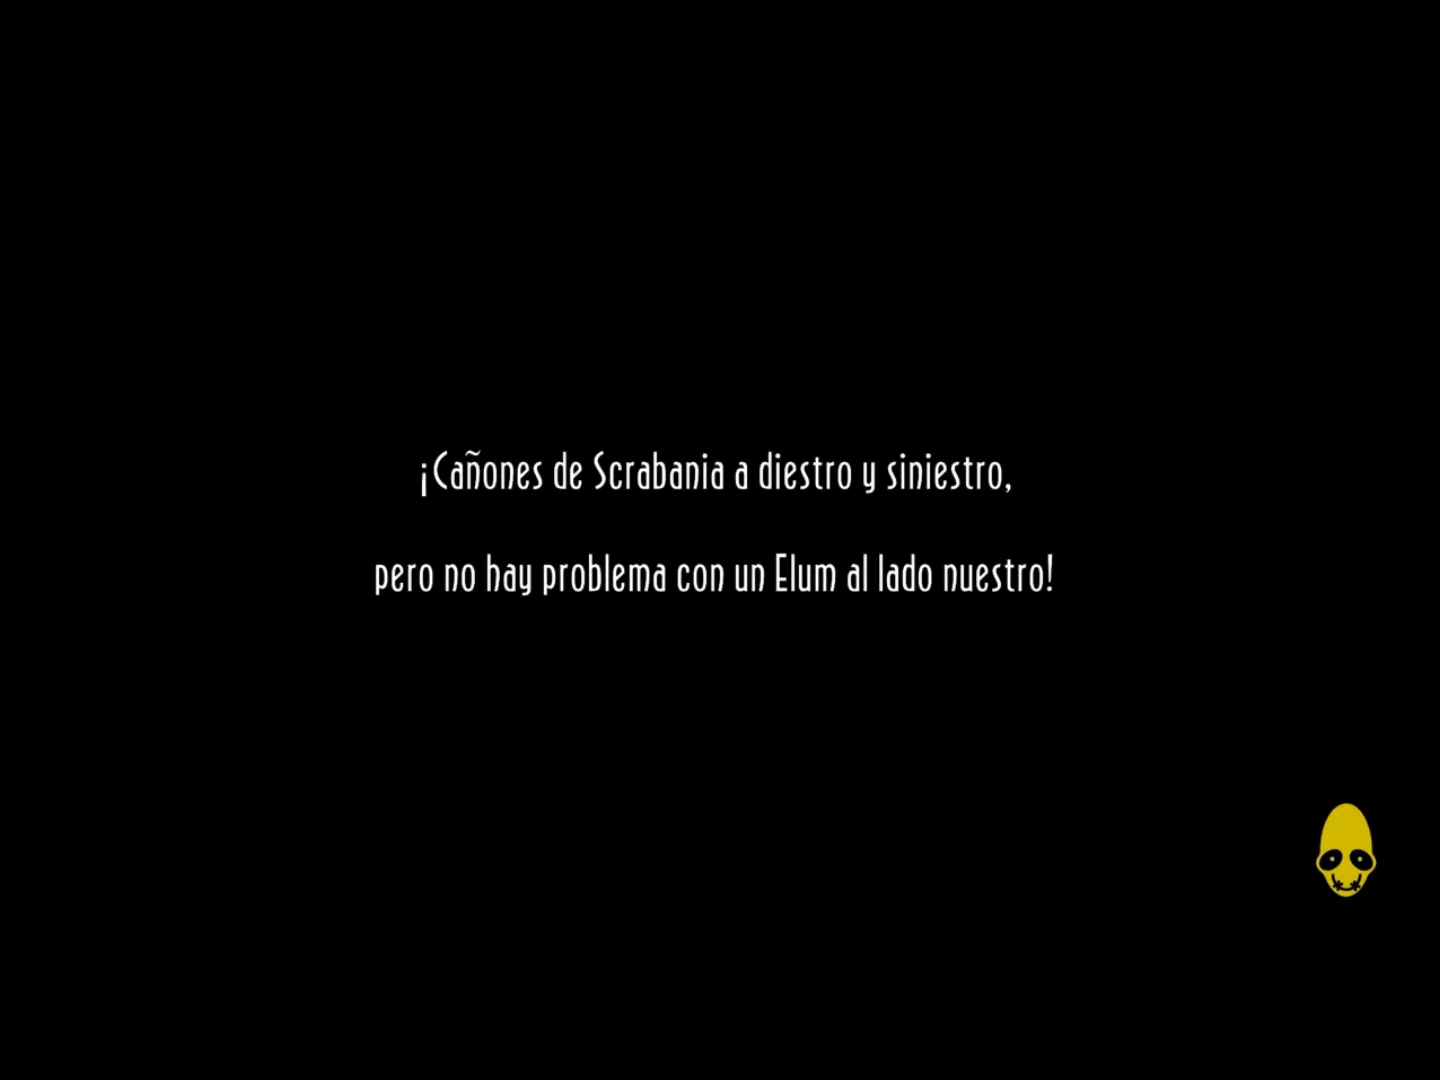 ¡Cañones de Scrabania a diestro y siniestro,
pero no hay problema con un Elum al lado nuestro!